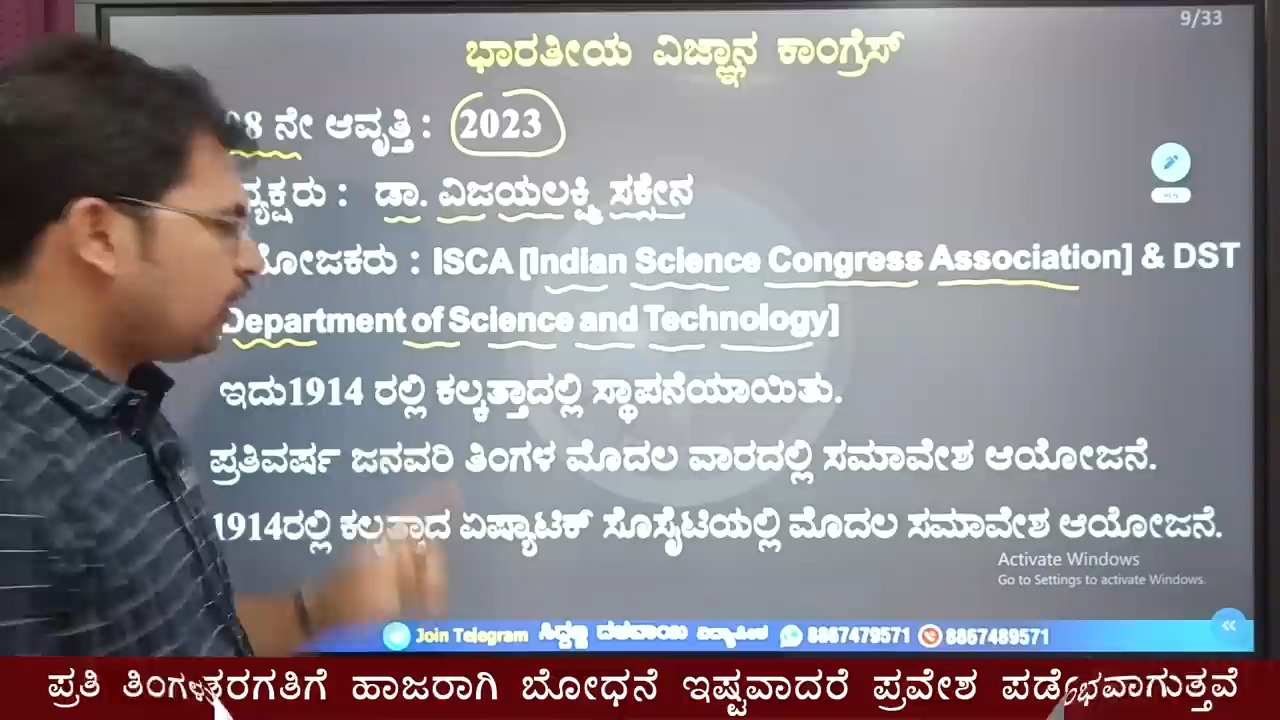 9/33
ಭಾರತೀಯ ವಿಜ್ಞಾನ ಕಾಂಗ್ರೆಸ್
ನೇ ಆವೃತ್ತಿ : 2023
ಡಾ. ವಿಜಯಲಕ್ಷ್ಮಿ ಸಕ್ಸೇನ
: ISCA [Indian Science Congress Association] & DST
Department of Science and Technology]
ಇದು1914 ರಲ್ಲಿ ಕಲ್ಕತ್ತಾದಲ್ಲಿ ಸ್ಥಾಪನೆಯಾಯಿತು.
ಪ್ರತಿವರ್ಷ ಜನವರಿ ತಿಂಗಳ ಮೊದಲ ವಾರದಲ್ಲಿ ಸಮಾವೇಶ ಆಯೋಜನೆ.
1914ರಲ್ಲಿ ಕಲ್ಕತ್ತಾದ ಏಷ್ಯಾಟಿಕ್ ಸೊಸೈಟಿಯಲ್ಲಿ ಮೊದಲ ಸಮಾವೇಶ ಆಯೋಜನೆ.
Activate Windows
Go to Settings to activate Windows.
Join Telegram 8867479571 8867489571
ಪ್ರತಿ ತಿಂಗಳ ಹಾಜರಾಗಿ ಬೋಧನೆ ಇಷ್ಟವಾದರೆ ಪ್ರವೇಶ